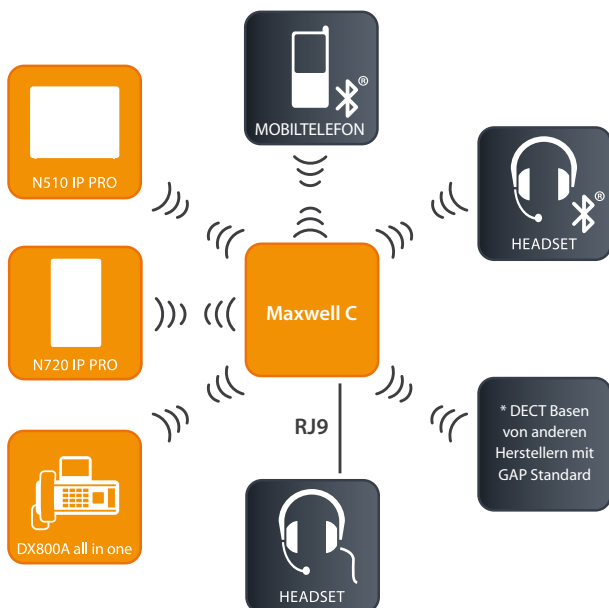 MOBILTELEFON
®
N510 IP PRO
HEADSET
®
Maxwell C
N720 IP PRO
RJ9
* DECT Basen
von anderen
Herstellern mit
GAP Standard
DX800A all in one
HEADSET